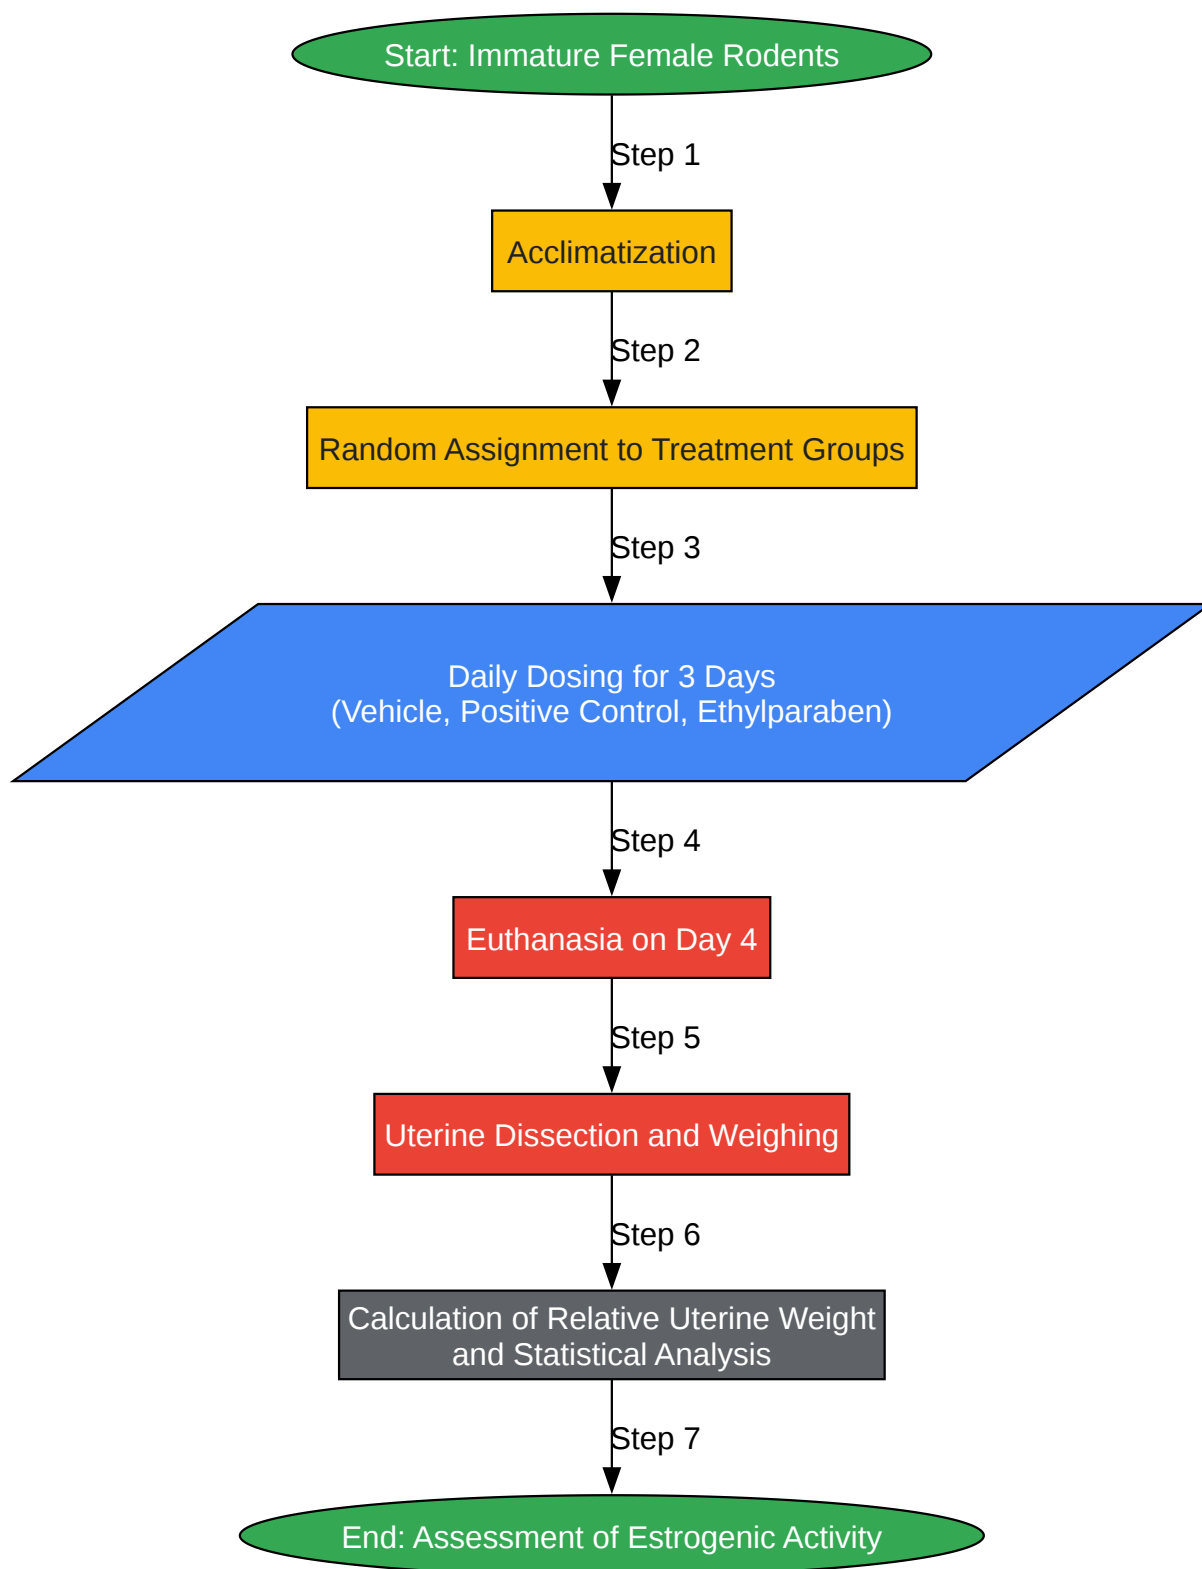 Start: Immature Female Rodents
Step 1
Acclimatization
Step 2
Random Assignment to Treatment Groups
Step 3
Daily Dosing for 3 Days
(Vehicle, Positive Control, Ethylparaben)
Step 4
Euthanasia on Day 4
Step 5
Uterine Dissection and Weighing
Step 6
Calculation of Relative Uterine Weight
and Statistical Analysis
Step 7
End: Assessment of Estrogenic Activity